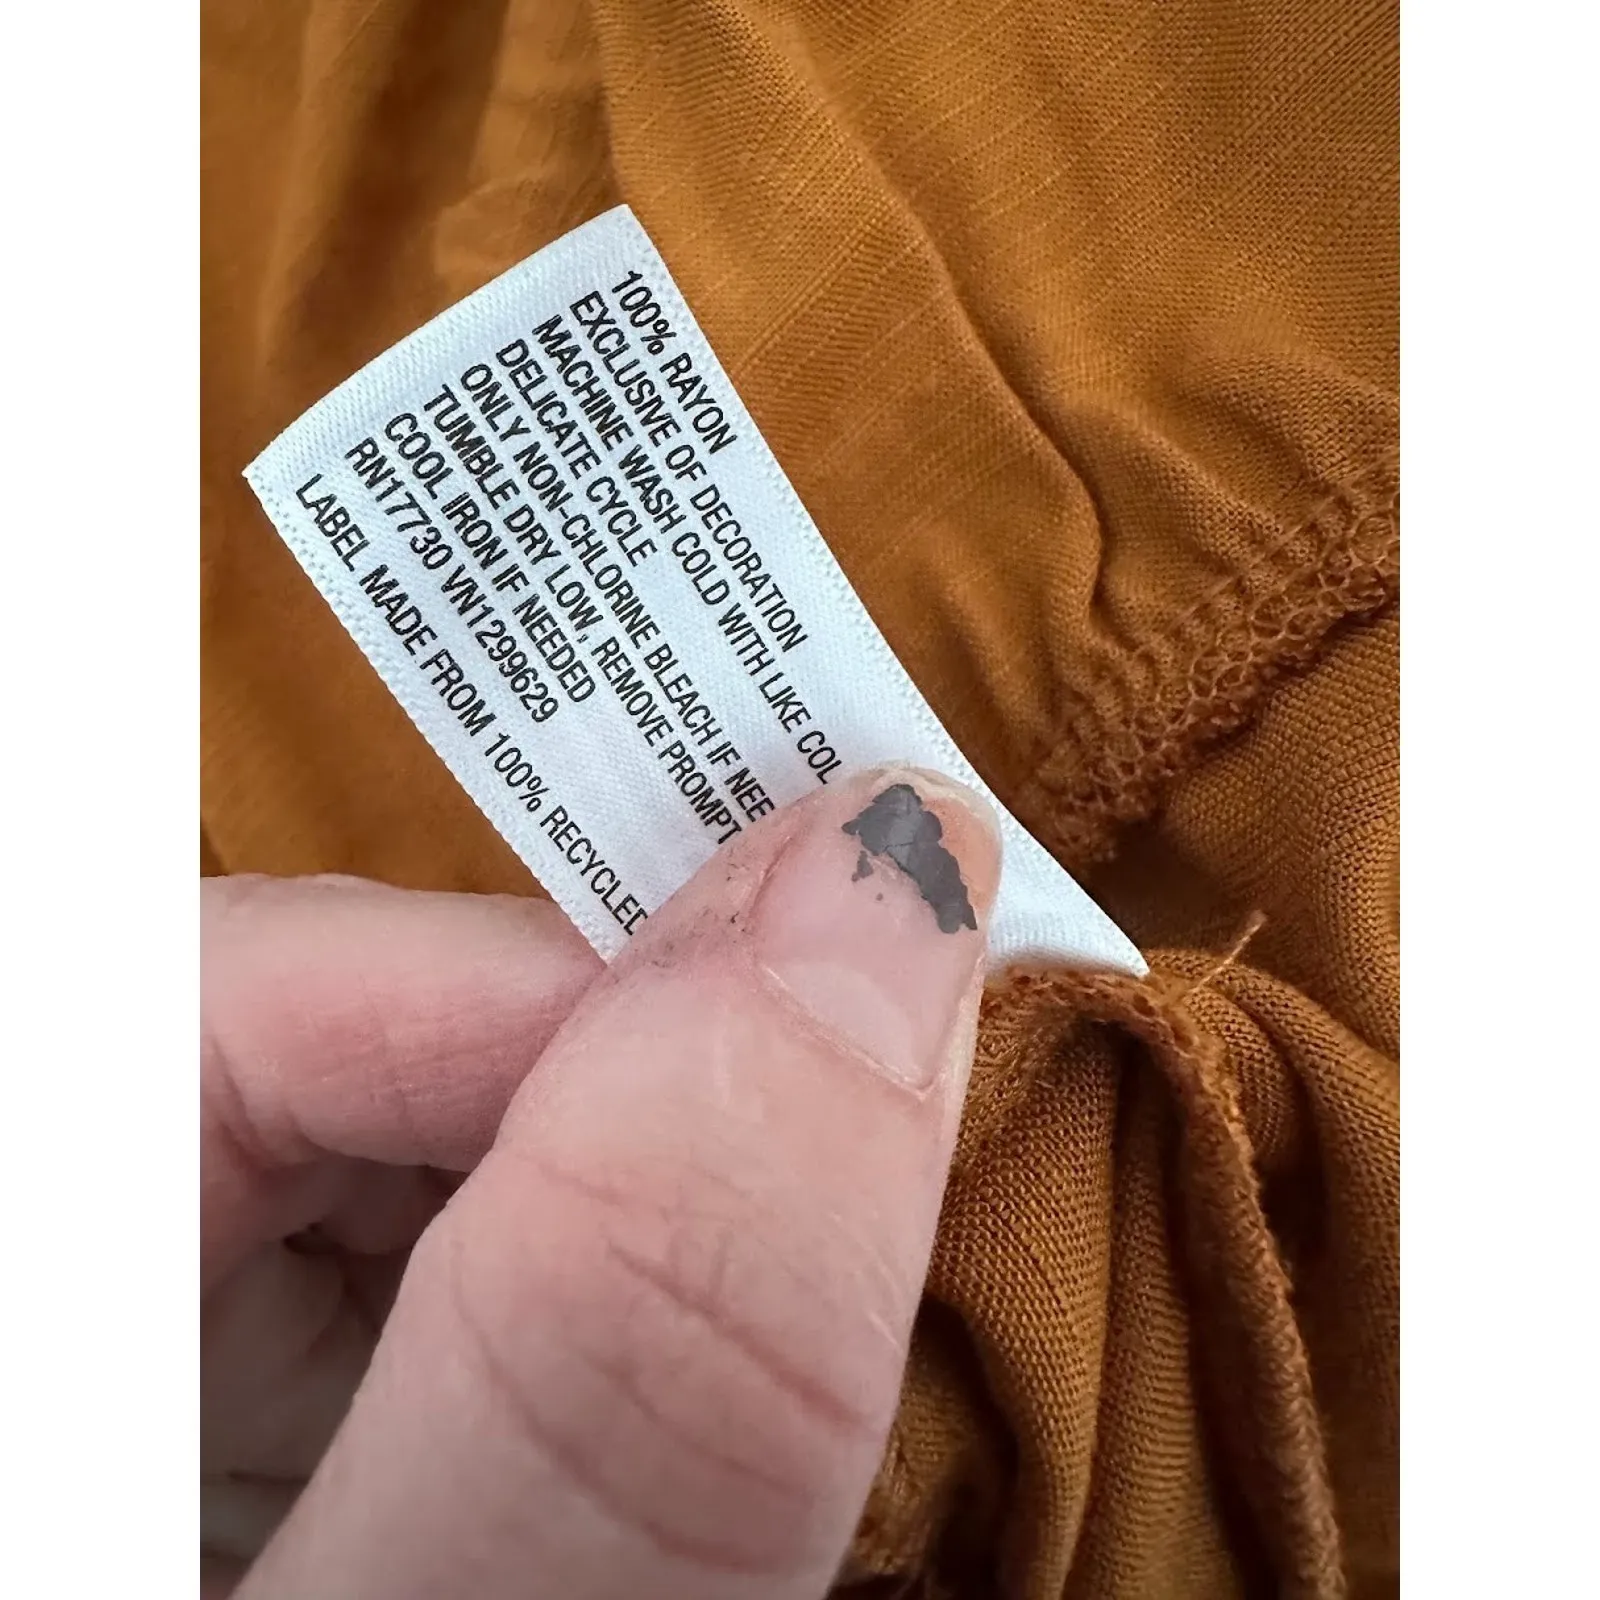 100% RAYON
EXCLUSIVE OF DECORATION
MACHINE WASH COLD WITH LIKE COL
DELICATE CYCLE
ONLY NON-CHLORINE BLEACH IF NEE
TUMBLE DRY LOW, REMOVE PROMPT
COOL IRON IF NEEDED
RN17730 VN1299629
LABEL MADE FROM 100% RECYCLED